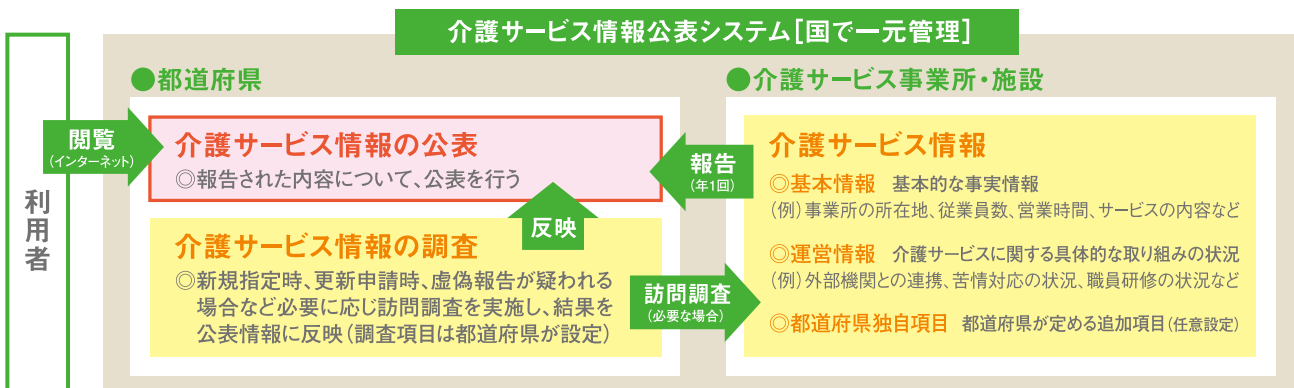 介護サービス情報公表システム[国で一元管理]
利用者
閲覧
(インターネット)
●都道府県
介護サービス情報の公表
◎報告された内容について、公表を行う
反映
介護サービス情報の調査
◎新規指定時、更新申請時、虚偽報告が疑われる
場合など必要に応じ訪問調査を実施し、結果を
公表情報に反映(調査項目は都道府県が設定)
報告
(年1回)
訪問調査
(必要な場合)
●介護サービス事業所・施設
介護サービス情報
◎基本情報 基本的な事実情報
(例)事業所の所在地、従業員数、営業時間、サービスの内容など
◎運営情報 介護サービスに関する具体的な取り組みの状況
(例)外部機関との連携、苦情対応の状況、職員研修の状況など
◎都道府県独自項目 都道府県が定める追加項目(任意設定)